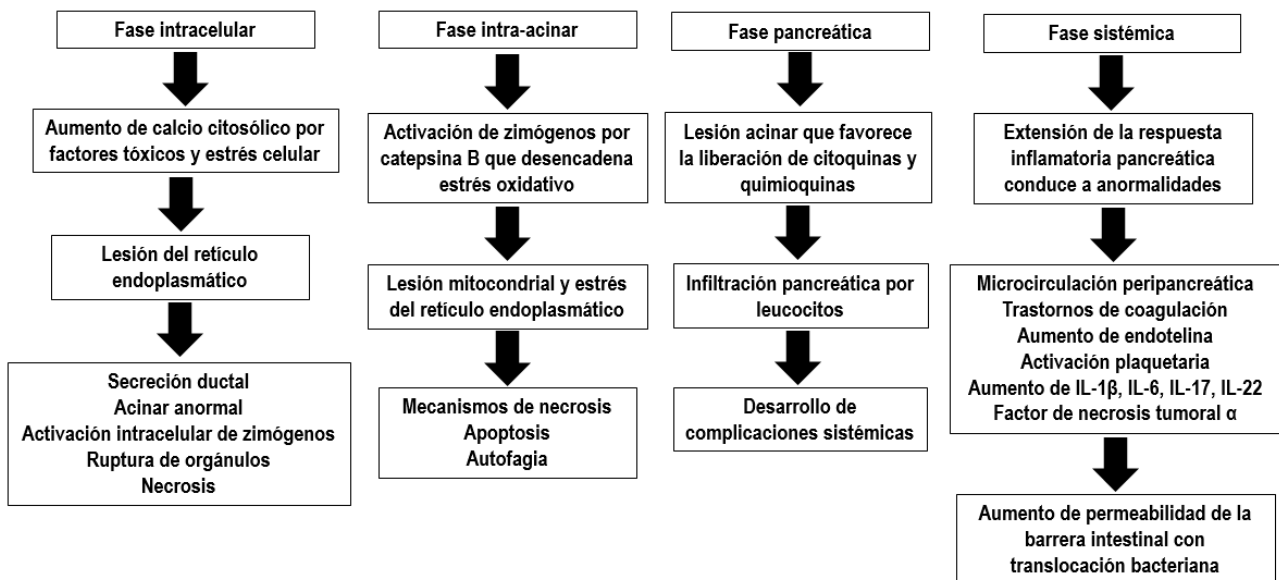 Fase intracelular
Aumento de calcio citosólico por
factores tóxicos y estrés celular
Lesión del retículo
endoplasmático
Secreción ductal
Acinar anormal
Activación intracelular de zimógenos
Ruptura de orgánulos
Necrosis
Fase intra-acinar
Activación de zimógenos por
catepsina B que desencadena
estrés oxidativo
Lesión mitocondrial y estrés
del retículo endoplasmático
Mecanismos de necrosis
Apoptosis
Autofagia
Fase pancreática
Lesión acinar que favorece
la liberación de citoquinas y
quimioquinas
Infiltración pancreática por
leucocitos
Desarrollo de
complicaciones sistémicas
Fase sistémica
Extensión de la respuesta
inflamatoria pancreática
conduce a anormalidades
Microcirculación peripancreática
Trastornos de coagulación
Aumento de endotelina
Activación plaquetaria
Aumento de IL-1β, IL-6, IL-17, IL-22
Factor de necrosis tumoral α
Aumento de permeabilidad de la
barrera intestinal con
translocación bacteriana